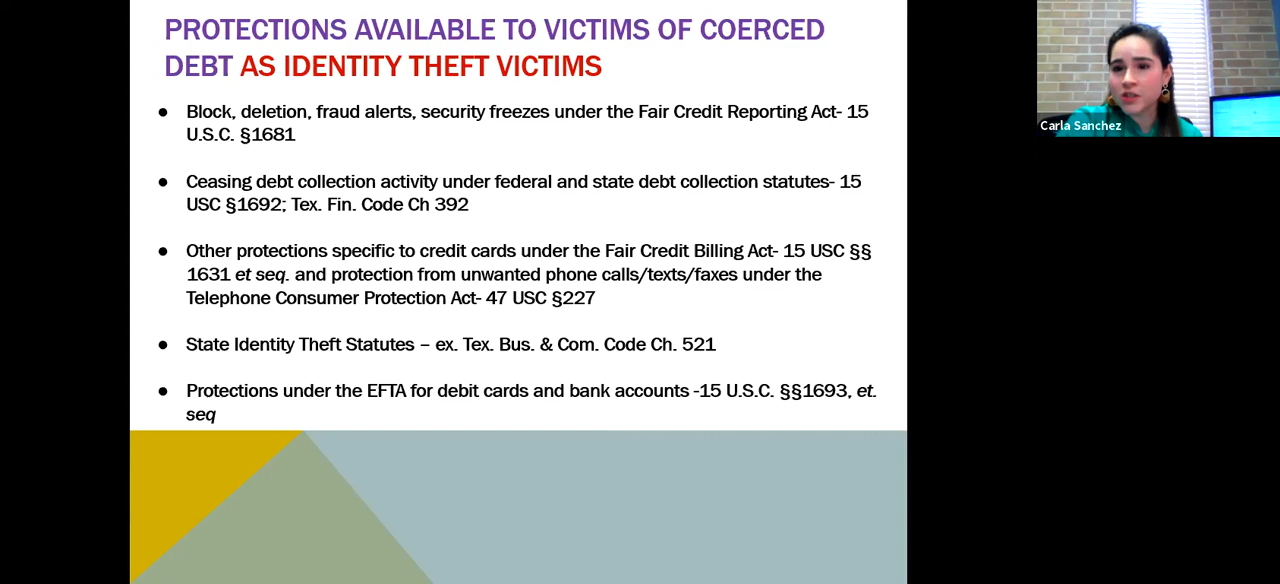 PROTECTIONS AVAILABLE TO VICTIMS OF COERCED
DEBT AS IDENTITY THEFT VICTIMS
● Block, deletion, fraud alerts, security freezes under the Fair Credit Reporting Act- 15
U.S.C. §1681
● Ceasing debt collection activity under federal and state debt collection statutes- 15
USC §1692; Tex. Fin. Code Ch 392
● Other protections specific to credit cards under the Fair Credit Billing Act- 15 USC §§
1631 et seq. and protection from unwanted phone calls/texts/faxes under the
Telephone Consumer Protection Act- 47 USC §227
● State Identity Theft Statutes – ex. Tex. Bus. & Com. Code Ch. 521
● Protections under the EFTA for debit cards and bank accounts -15 U.S.C. §§1693, et.
seq
Carla Sanchez